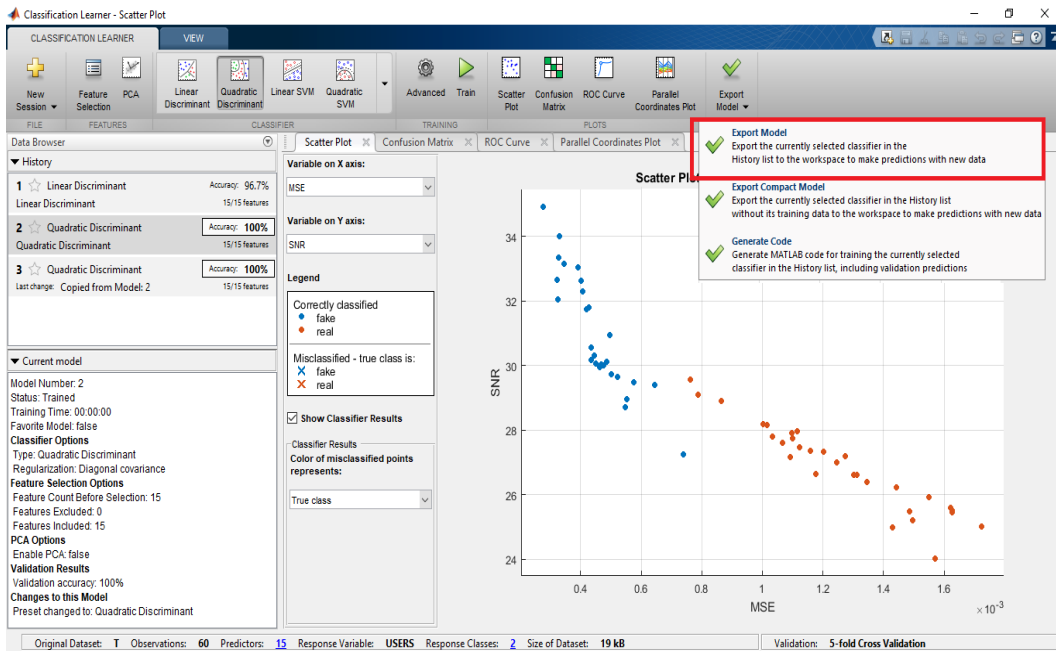 Classification Learner - Scatter Plot
CLASSIFICATION LEARNER
VIEW
New Session
Feature Selection
PCA
Linear Discriminant
Quadratic Discriminant
Linear SVM
Quadratic SVM
Advanced
Train
Scatter Plot
Confusion Matrix
ROC Curve
Parallel Coordinates Plot
Export Model
FILE
FEATURES
CLASSIFIER
TRAINING
PLOTS
Data Browser
History
1 Linear Discriminant Accuracy: 96.7%
Linear Discriminant 15/15 features
2 Quadratic Discriminant Accuracy: 100%
Quadratic Discriminant 15/15 features
3 Quadratic Discriminant Accuracy: 100%
Last change: Copied from Model: 2 15/15 features
Current model
Model Number: 2
Status: Trained
Training Time: 00:00:00
Favorite Model: false
Classifier Options
Type: Quadratic Discriminant
Regularization: Diagonal covariance
Feature Selection Options
Feature Count Before Selection: 15
Features Excluded: 0
Features Included: 15
PCA Options
Enable PCA: false
Validation Results
Validation accuracy: 100%
Changes to this Model
Preset changed to: Quadratic Discriminant
Scatter Plot
Confusion Matrix
ROC Curve
Parallel Coordinates Plot
Variable on X axis:
MSE
Variable on Y axis:
SNR
Legend
Correctly classified
fake
real
Misclassified - true class is:
fake
real
Show Classifier Results
Classifier Results
Color of misclassified points represents:
True class
Export Model
Export the currently selected classifier in the
History list to the workspace to make predictions with new data
Export Compact Model
Export the currently selected classifier in the History list
without its training data to the workspace to make predictions with new data
Generate Code
Generate MATLAB code for training the currently selected
classifier in the History list, including validation predictions
Scatter Plo
SNR
34
32
30
28
26
24
0.4 0.6 0.8 1 1.2 1.4 1.6
MSE
×10-3
Original Dataset: T Observations: 60 Predictors: 15 Response Variable: USERS Response Classes: 2 Size of Dataset: 19 kB
Validation: 5-fold Cross Validation